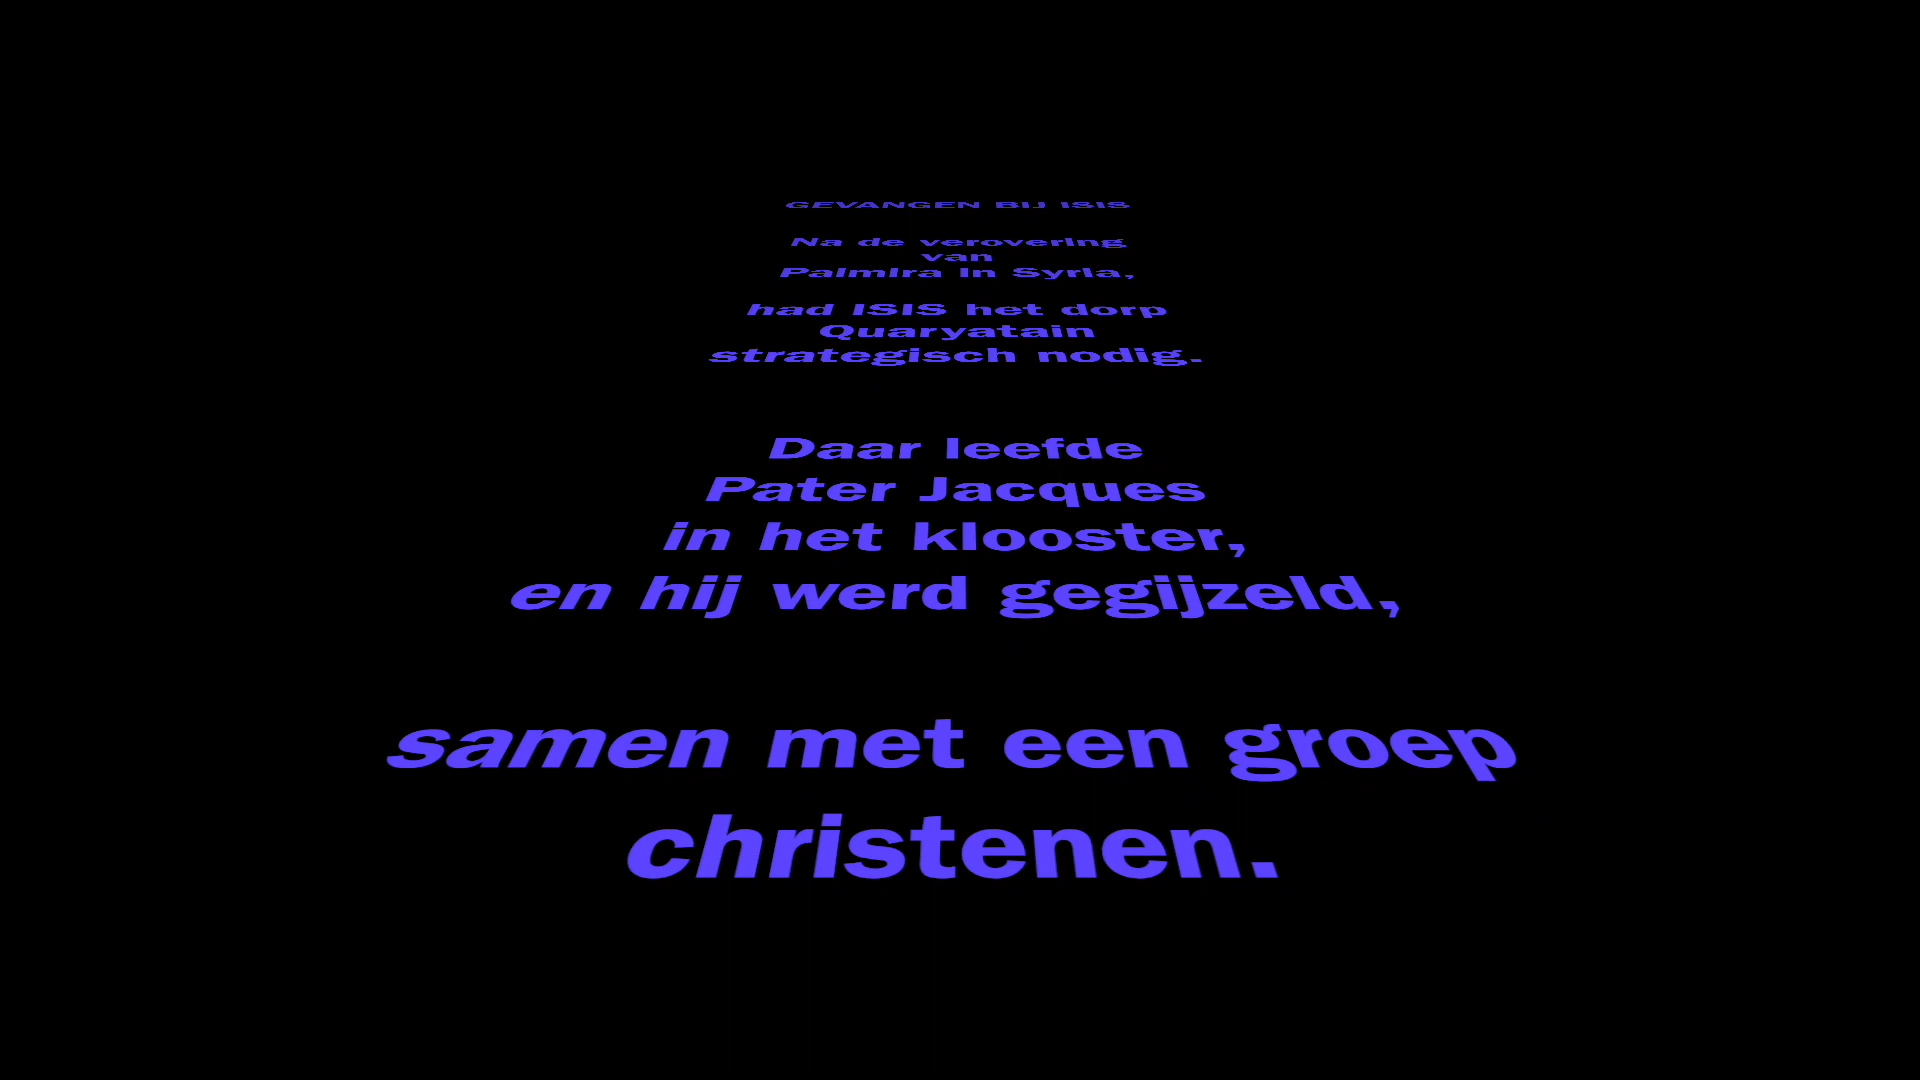 GEVANGEN BIJ ISIS
Na de verovering
van
Palmira in Syria,
had ISIS het dorp
Quaryatain
strategisch nodig.
Daar leefde
Pater Jacques
in het klooster,
en hij werd gegijzeld,
samen met een groep
christenen.